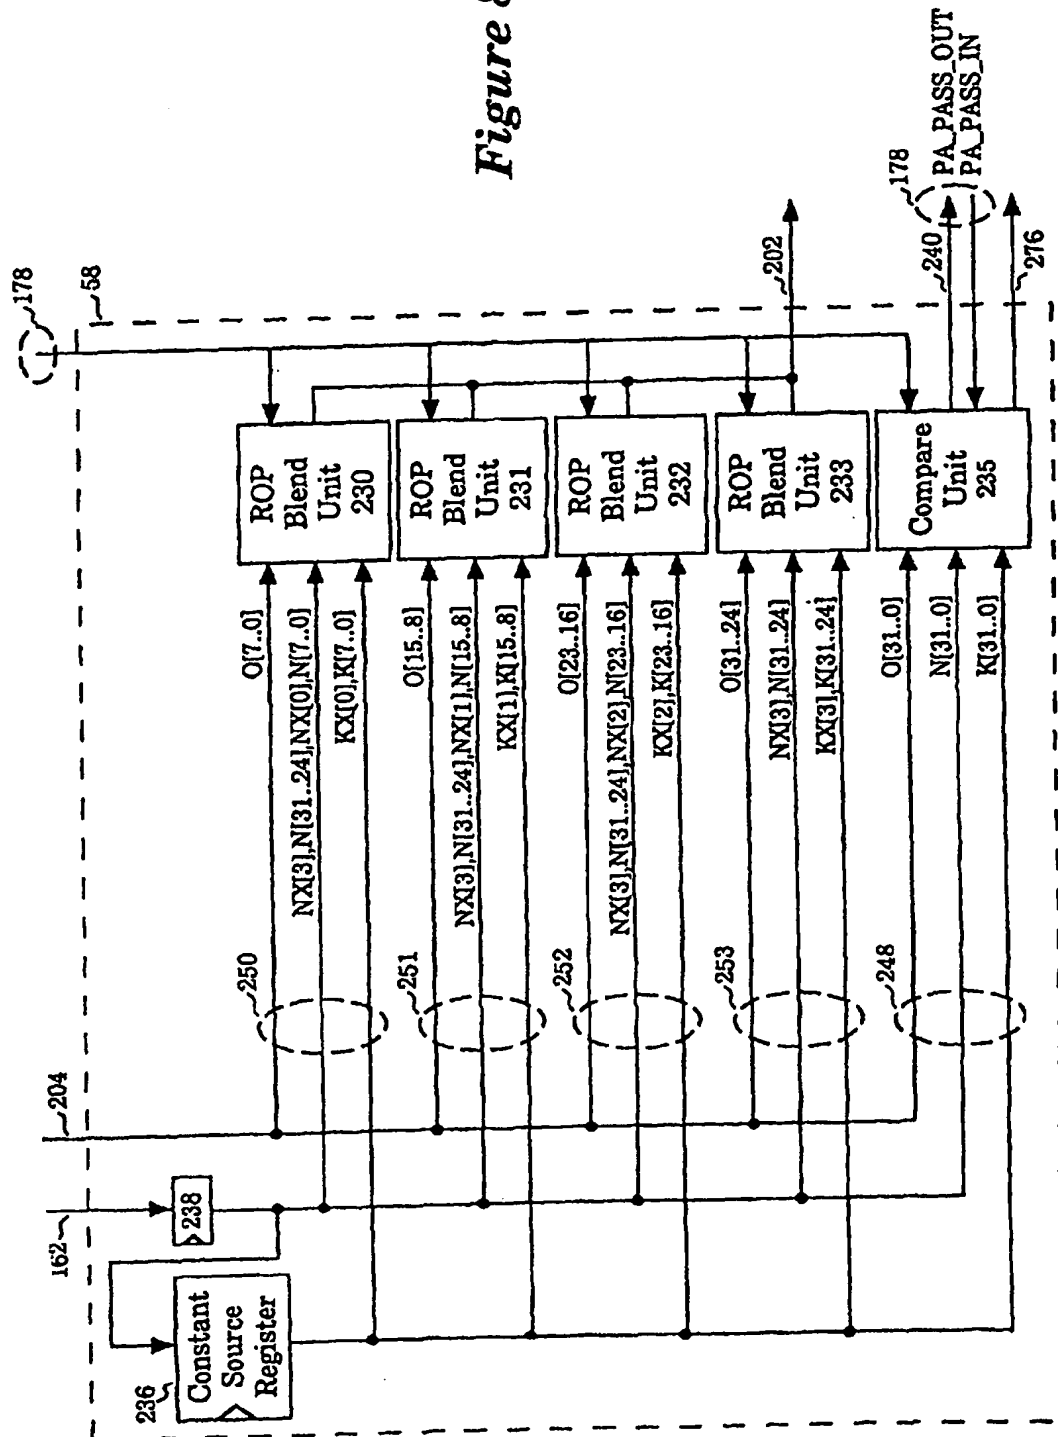 Figure 8
178
58
204
162
238
236
Constant
Source
Register
250
O[7..0]
NX[3],N[31..24],NX[0],N[7..0]
KX[0],K[7..0]
ROP
Blend
Unit
230
251
O[15..8]
NX[3],N[31..24],NX[1],N[15..8]
KX[1],K[15..8]
ROP
Blend
Unit
231
252
O[23..16]
NX[3],N[31..24],NX[2],N[23..16]
KX[2],K[23..16]
ROP
Blend
Unit
232
253
O[31..24]
NX[3],N[31..24]
KX[3],K[31..24]
ROP
Blend
Unit
233
202
248
O[31..0]
N[31..0]
K[31..0]
Compare
Unit
235
240
178
PA_PASS_OUT
PA_PASS_IN
276